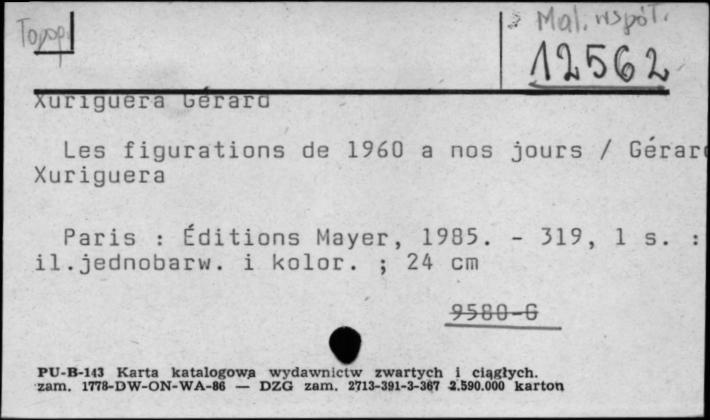 Topogr.
Mal. współ.
12562
Xuriguera Gérard
Les figurations de 1960 a nos jours / Gérard
Xuriguera
Paris : Éditions Mayer, 1985. - 319, 1 s. :
il.jednobarw. i kolor. ; 24 cm
9580-G
PU-B-143 Karta katalogowa wydawnictw zwartych i ciągłych.
zam. 1778-DW-ON-WA-86 — DZG zam. 2713-391-3-367 2.590.000 karton